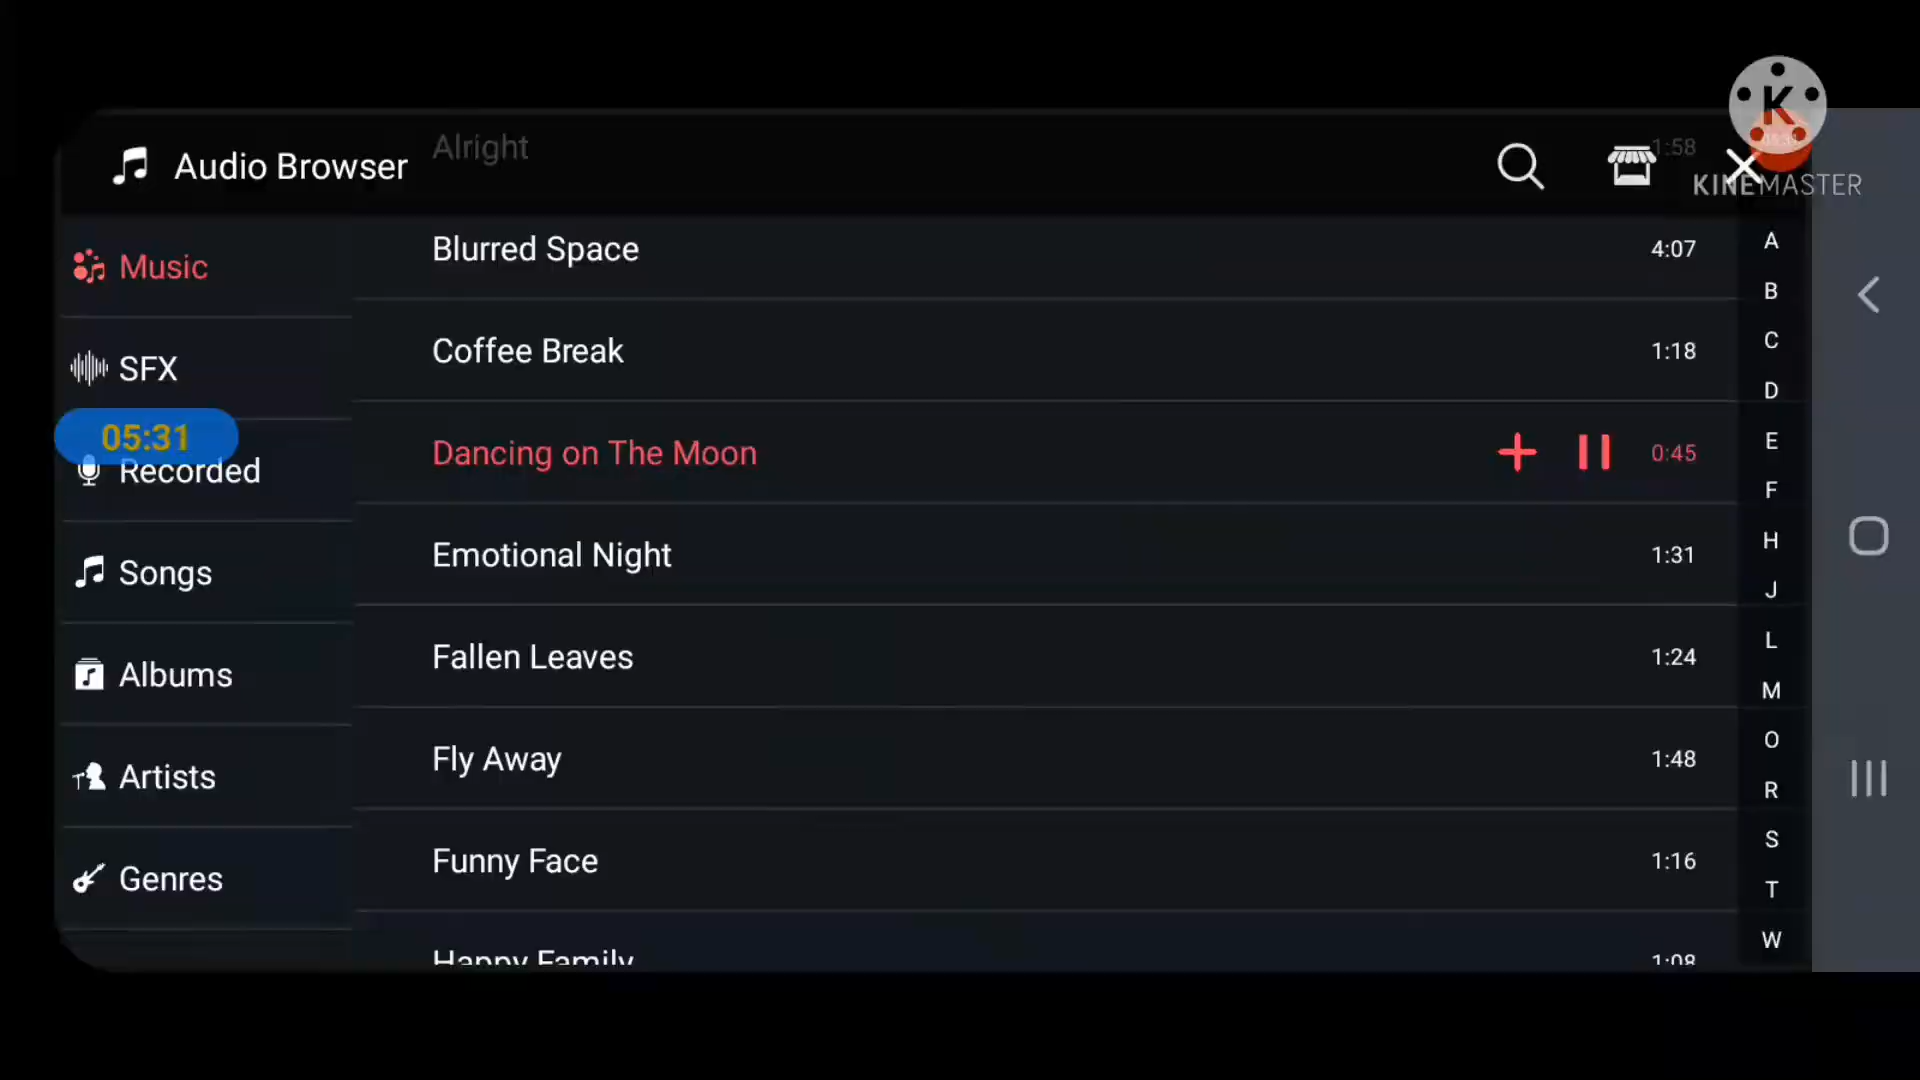 Audio Browser
Alright 1:58
KINEMASTER
Music
SFX
05:31
Recorded
Songs
Albums
Artists
Genres
Blurred Space 4:07
Coffee Break 1:18
Dancing on The Moon 0:45
Emotional Night 1:31
Fallen Leaves 1:24
Fly Away 1:48
Funny Face 1:16
Happy Family 1:08
A
B
C
D
E
F
H
J
L
M
O
R
S
T
W
K